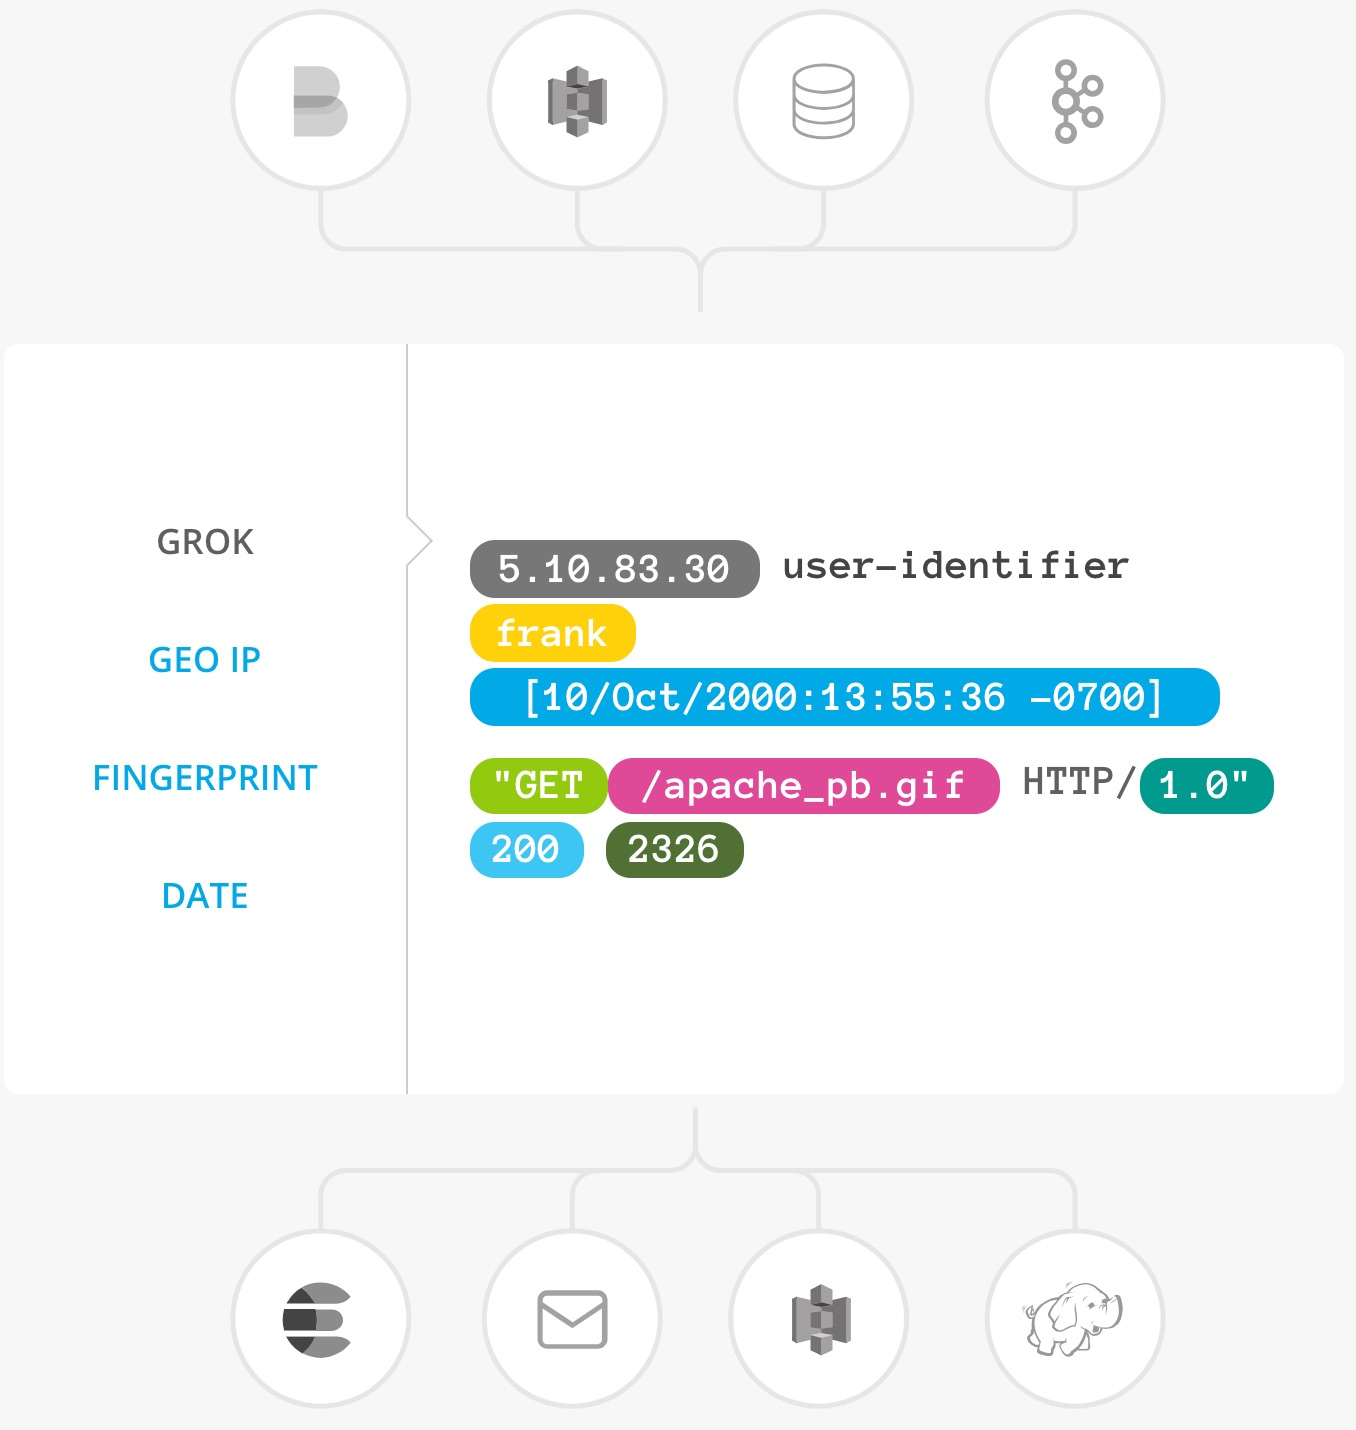 GROK
GEO IP
FINGERPRINT
DATE
5.10.83.30 user-identifier
frank
[10/Oct/2000:13:55:36 -0700]
"GET /apache_pb.gif HTTP/1.0"
200 2326